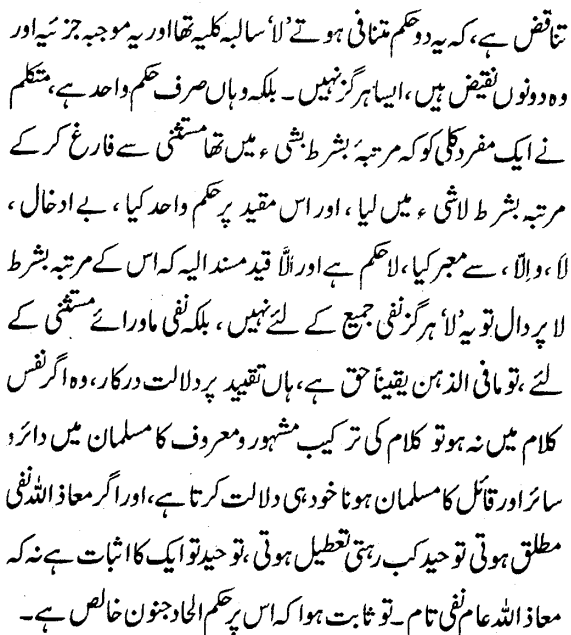 تناقض ہے، کہ یہ دو حکم متنافی ہوتے 'لا' سالبہ کلیہ تھا اور یہ موجبہ جزئیہ اور
وہ دونوں نقیض ہیں، ایسا ہرگز نہیں۔ بلکہ وہاں صرف حکم واحد ہے، متکلم
نے ایک مفرد کلی کو کہ مرتبۂ بشرط بشیء میں تھا مستثنی سے فارغ کر کے
مرتبہ بشرط لاشیء میں لیا، اور اس مقید پر حکم واحد کیا، بے ادخال،
لا، و اِلّا، سے معبر کیا، لا حکم ہے اور الَّا قید مسند الیہ کہ اس کے مرتبہ بشرط
لا پر دال تو یہ 'لا' ہرگز نفی جمیع کے لئے نہیں، بلکہ نفی ماورائے مستثنی کے
لئے، تو مافی الذہن یقیناً حق ہے، ہاں تقیید پر دلالت درکار، وہ اگر نفس
کلام میں نہ ہو تو کلام کی ترکیب مشہور و معروف کا مسلمان میں دائر و
سائر اور قائل کا مسلمان ہونا خود ہی دلالت کرتا ہے، اور اگر معاذ اللہ نفی
مطلق ہوتی توحید کب رہتی تعطیل ہوتی، توحید تو ایک کا اثبات ہے نہ کہ
معاذ اللہ عام نفی تام۔ تو ثابت ہوا کہ اس پر حکم الحاد جنون خالص ہے۔